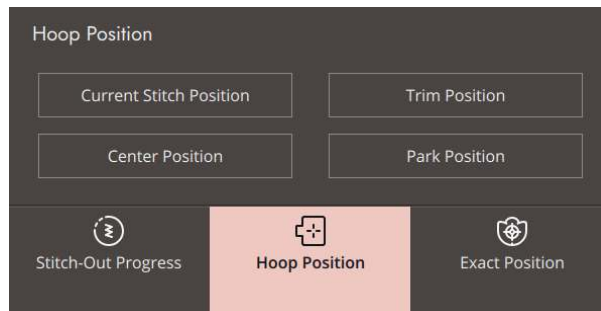 Hoop Position
Current Stitch Position
Trim Position
Center Position
Park Position
Stitch-Out Progress
Hoop Position
Exact Position